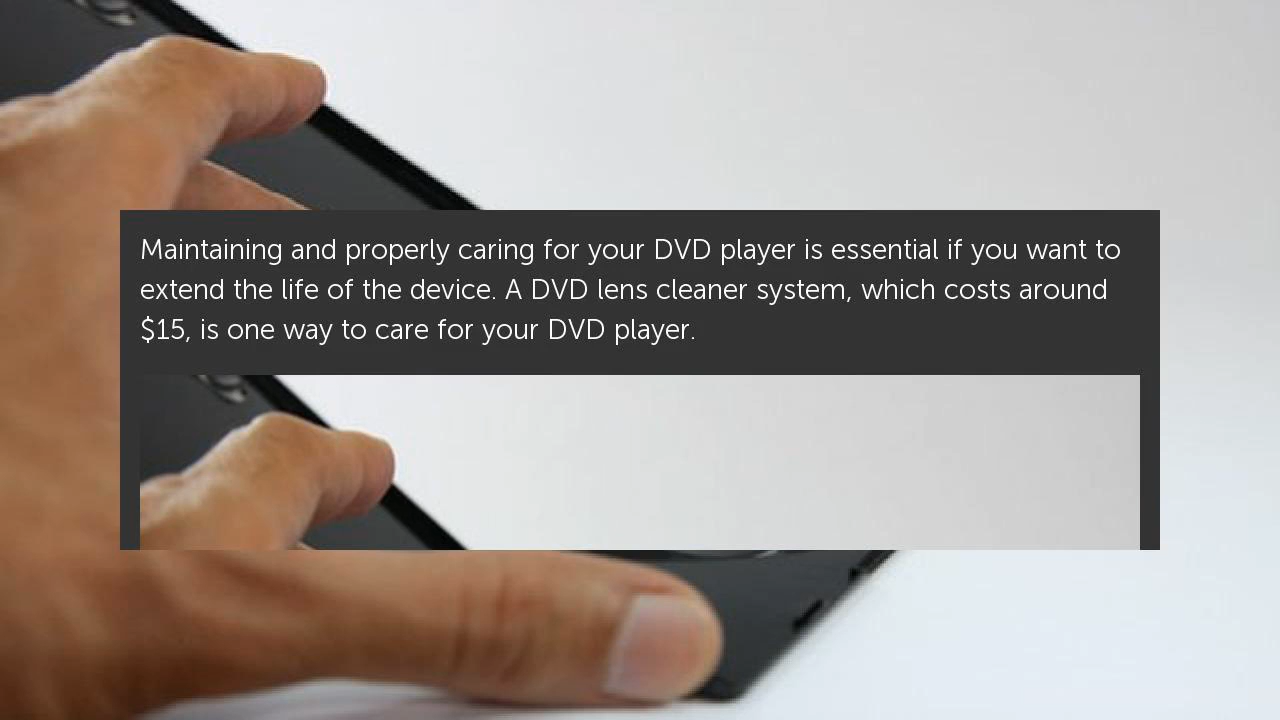 Maintaining and properly caring for your DVD player is essential if you want to
extend the life of the device. A DVD lens cleaner system, which costs around
$15, is one way to care for your DVD player.